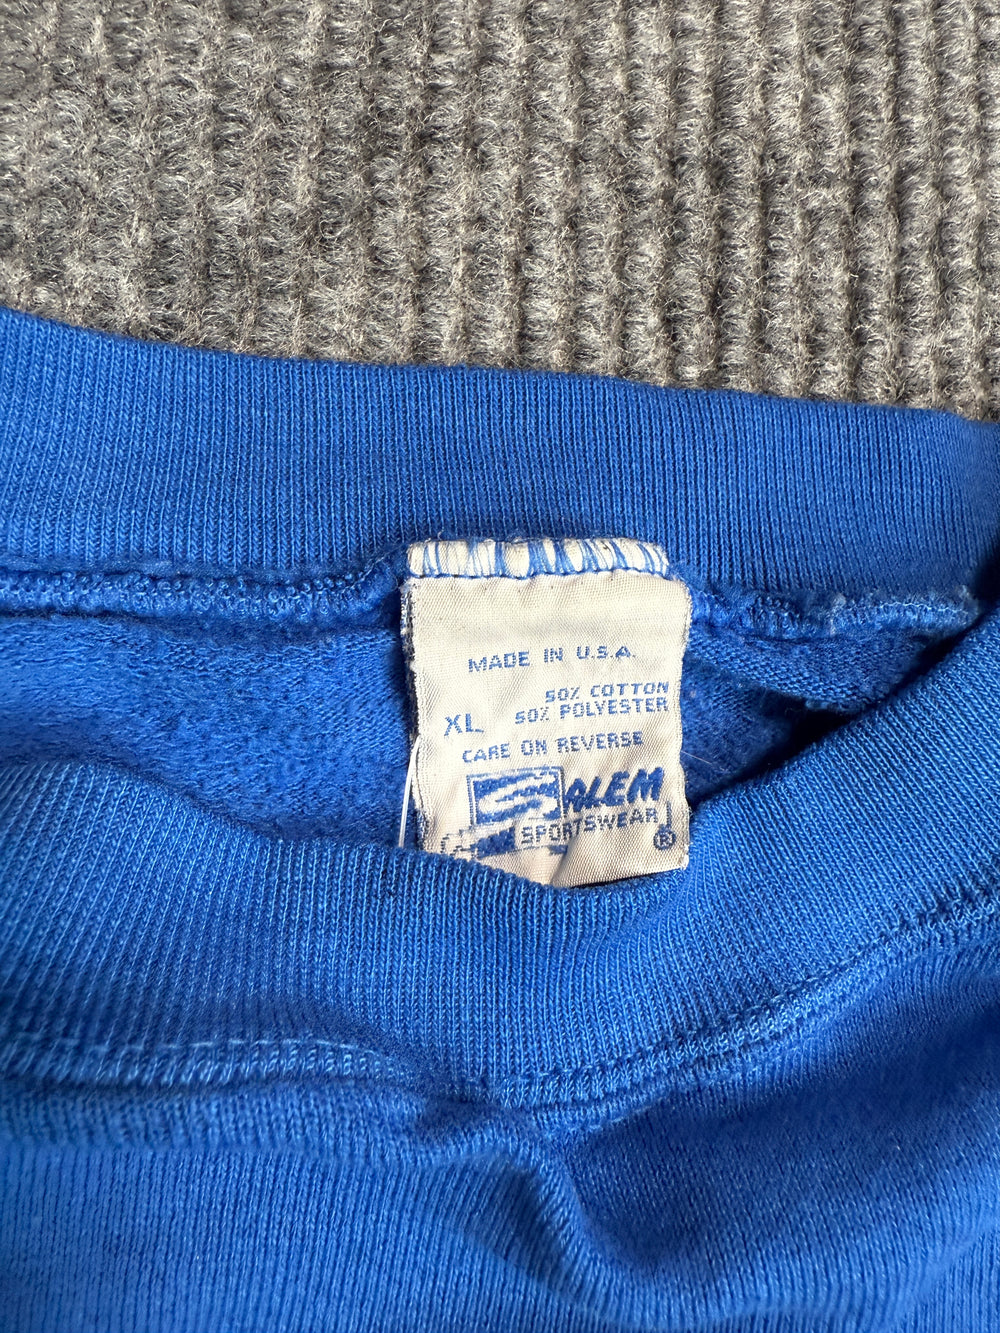 MADE IN U.S.A.
50% COTTON
XL 50% POLYESTER
CARE ON REVERSE
SALEM
SPORTSWEAR ®